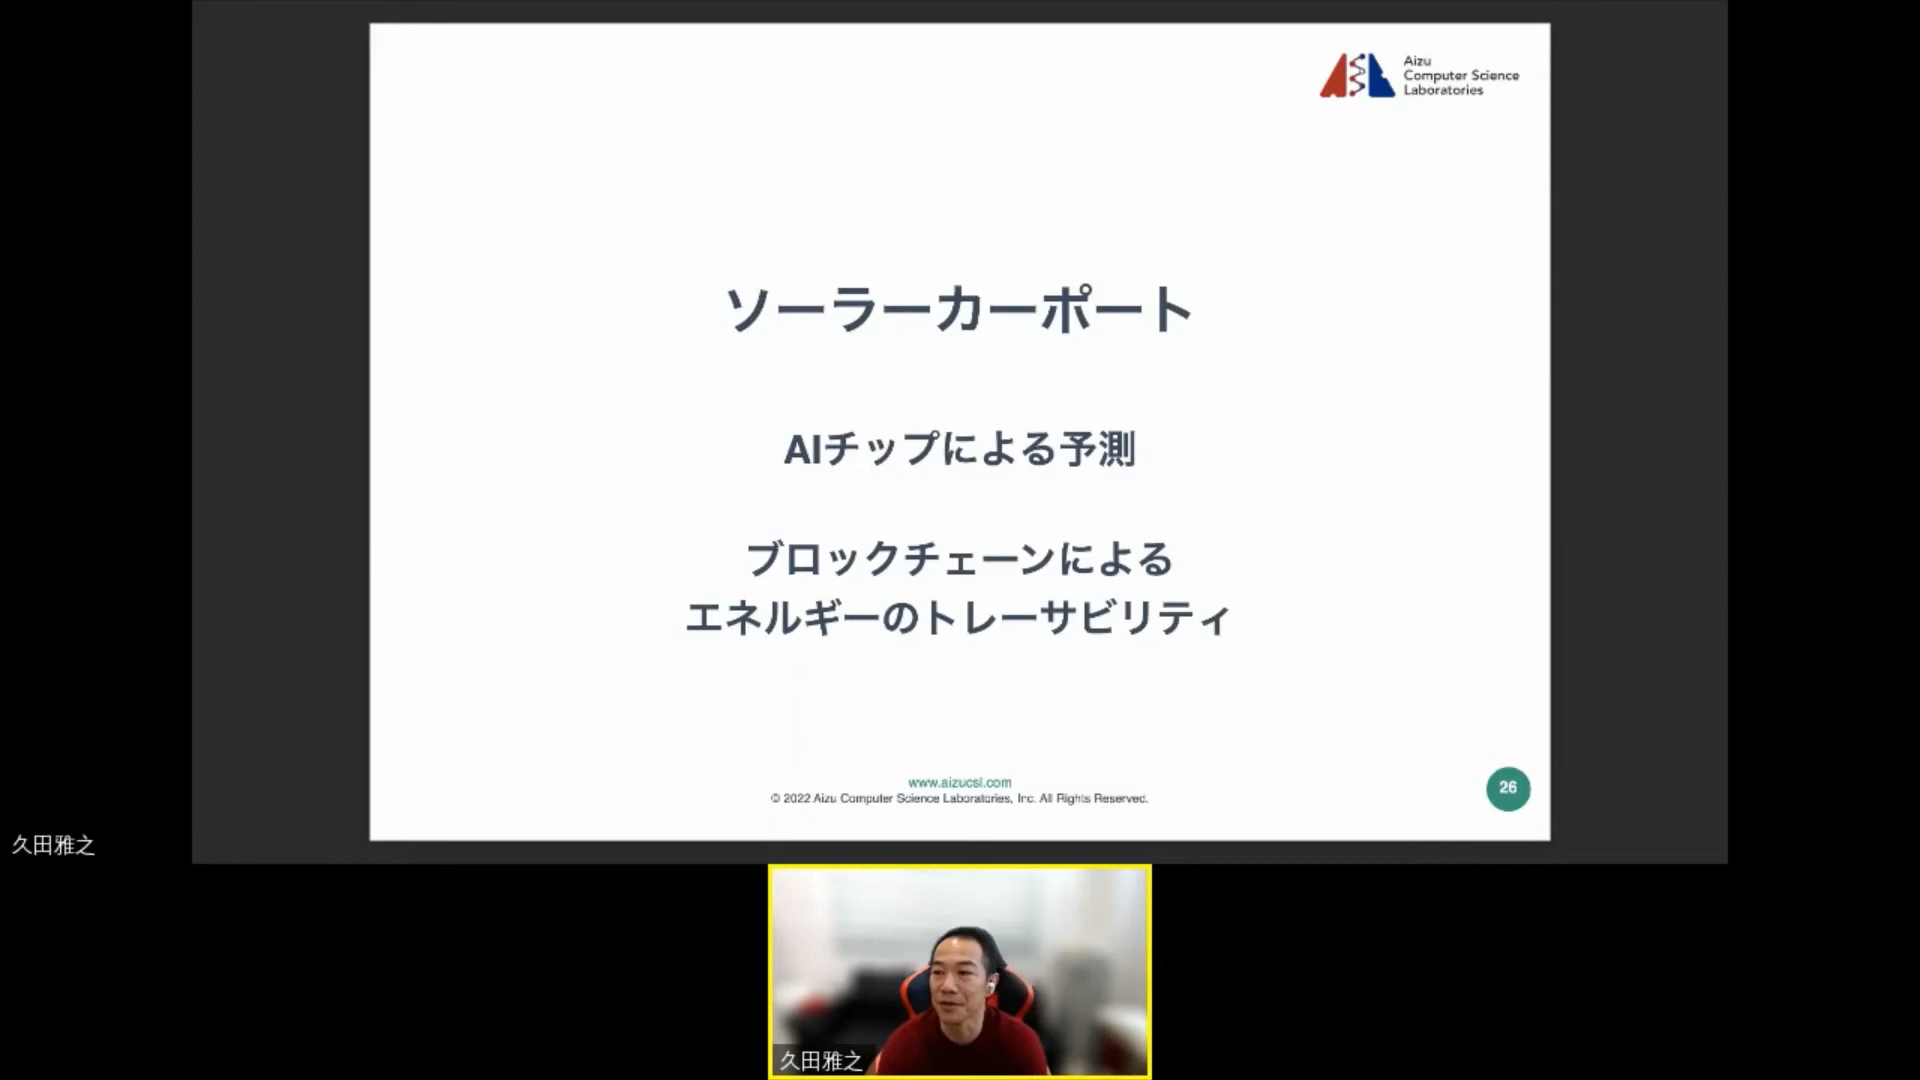 Aizu
Computer Science
Laboratories
ソーラーカーポート
AIチップによる予測
ブロックチェーンによる
エネルギーのトレーサビリティ
www.aizucsl.com
© 2022 Aizu Computer Science Laboratories, Inc. All Rights Reserved.
26
久田雅之
久田雅之